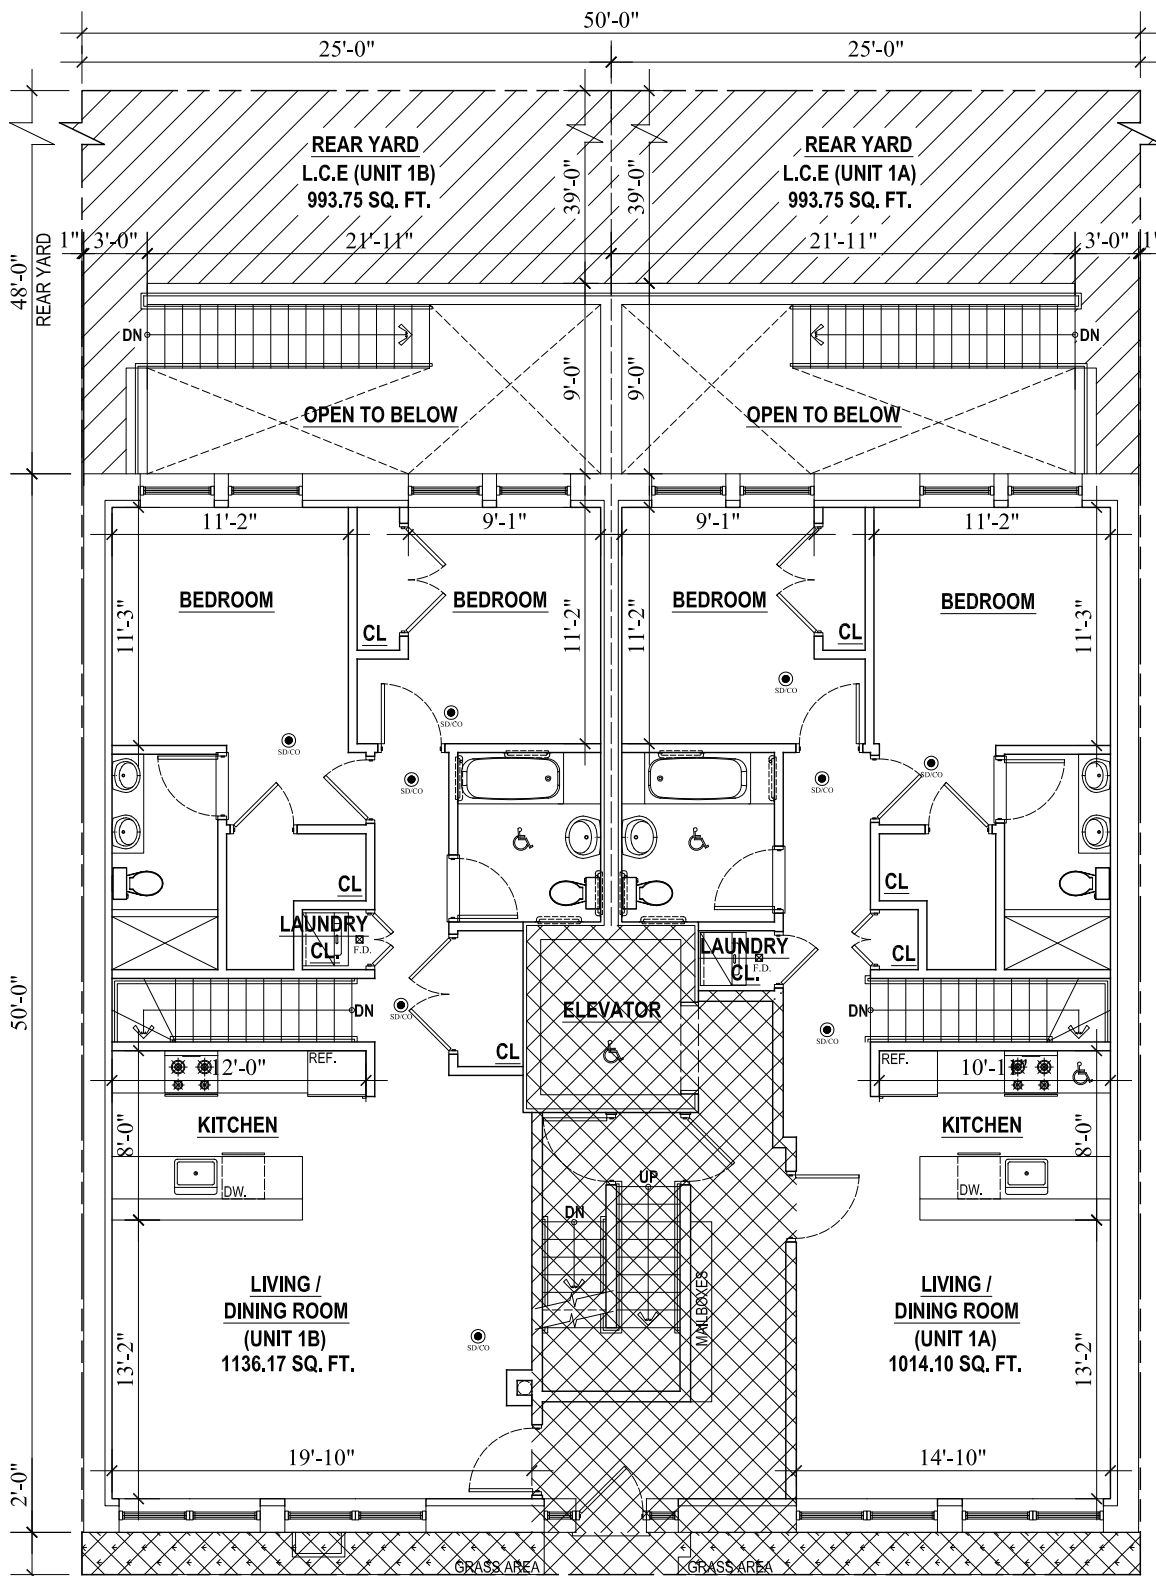 50'-0"
25'-0"
25'-0"
REAR YARD
L.C.E (UNIT 1B)
993.75 SQ. FT.
REAR YARD
L.C.E (UNIT 1A)
993.75 SQ. FT.
39'-0"
39'-0"
1"
3'-0"
21'-11"
21'-11"
3'-0"
1"
48'-0"
REAR YARD
DN
DN
9'-0"
9'-0"
OPEN TO BELOW
OPEN TO BELOW
11'-2"
9'-1"
9'-1"
11'-2"
BEDROOM
BEDROOM
BEDROOM
BEDROOM
11'-3"
11'-2"
11'-2"
11'-3"
CL
CL
SD/CO
SD/CO
SD/CO
SD/CO
SD/CO
SD/CO
CL
CL
LAUNDRY
CL.
F.D.
LAUNDRY
CL.
F.D.
CL
50'-0"
DN
SD/CO
ELEVATOR
DN
SD/CO
CL
REF.
12'-0"
REF.
10'-11"
KITCHEN
KITCHEN
8'-0"
8'-0"
DW.
DW.
UP
DN
MAILBOXES
LIVING /
DINING ROOM
(UNIT 1B)
1136.17 SQ. FT.
LIVING /
DINING ROOM
(UNIT 1A)
1014.10 SQ. FT.
13'-2"
13'-2"
SD/CO
19'-10"
14'-10"
2'-0"
GRASS AREA
GRASS AREA